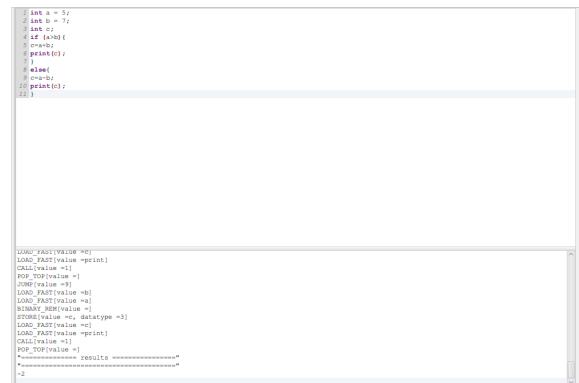 1 int a = 5;
2 int b = 7;
3 int c;
4 if (a>b){
5 c=a+b;
6 print(c);
7 }
8 else{
9 c=a-b;
10 print(c);
11 }
LOAD_FAST[value =c]
LOAD_FAST[value =print]
CALL[value =1]
POP_TOP[value =]
JUMP[value =9]
LOAD_FAST[value =b]
LOAD_FAST[value =a]
BINARY_REM[value =]
STORE[value =c, datatype =3]
LOAD_FAST[value =c]
LOAD_FAST[value =print]
CALL[value =1]
POP_TOP[value =]
"============== results ==============="
"====================================="
-2